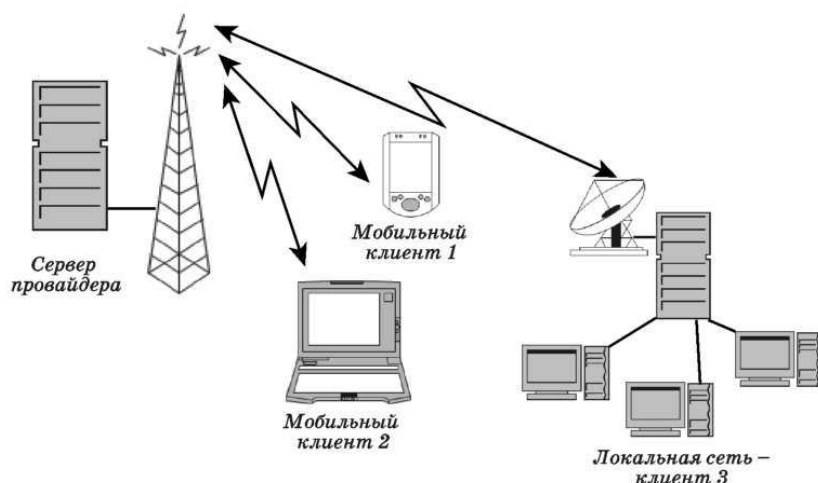 Сервер
провайдера
Мобильный
клиент 1
Мобильный
клиент 2
Локальная сеть –
клиент 3